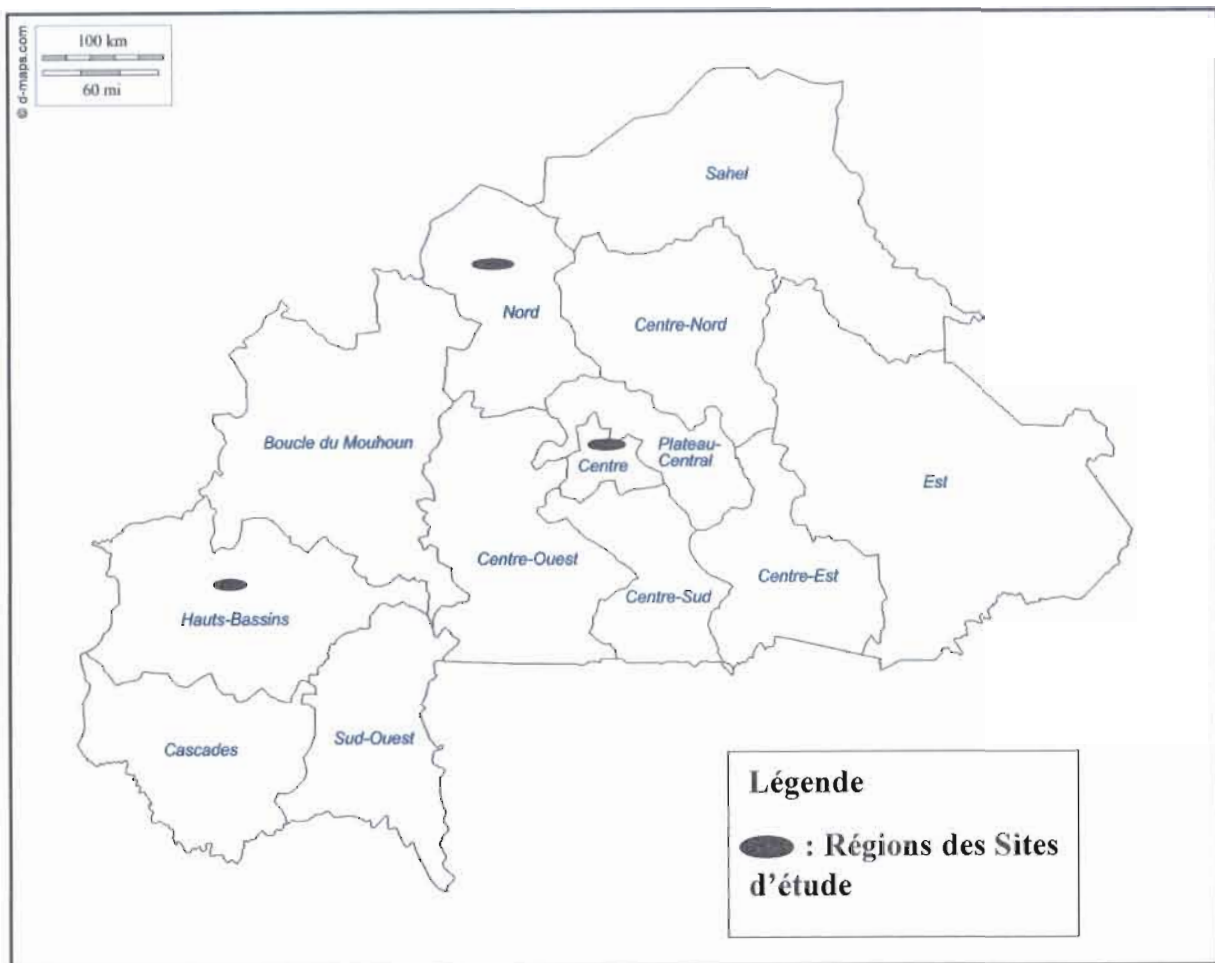 © d-maps.com
100 km
60 mi
Sahel
Nord
Centre-Nord
Boucle du Mouhoun
Plateau-
Central
Centre
Est
Centre-Ouest
Centre-Est
Centre-Sud
Hauts-Bassins
Sud-Ouest
Cascades
Légende
: Régions des Sites
d'étude